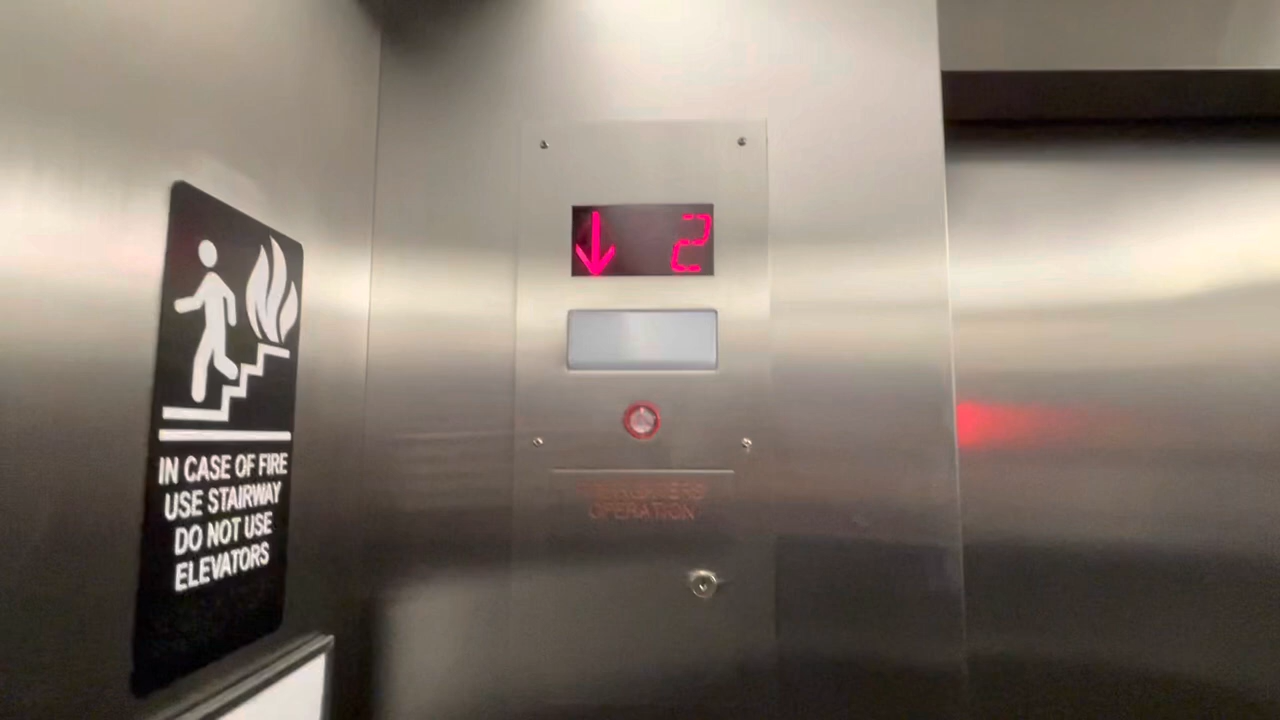 IN CASE OF FIRE
USE STAIRWAY
DO NOT USE
ELEVATORS
↓ 2
OPERATION